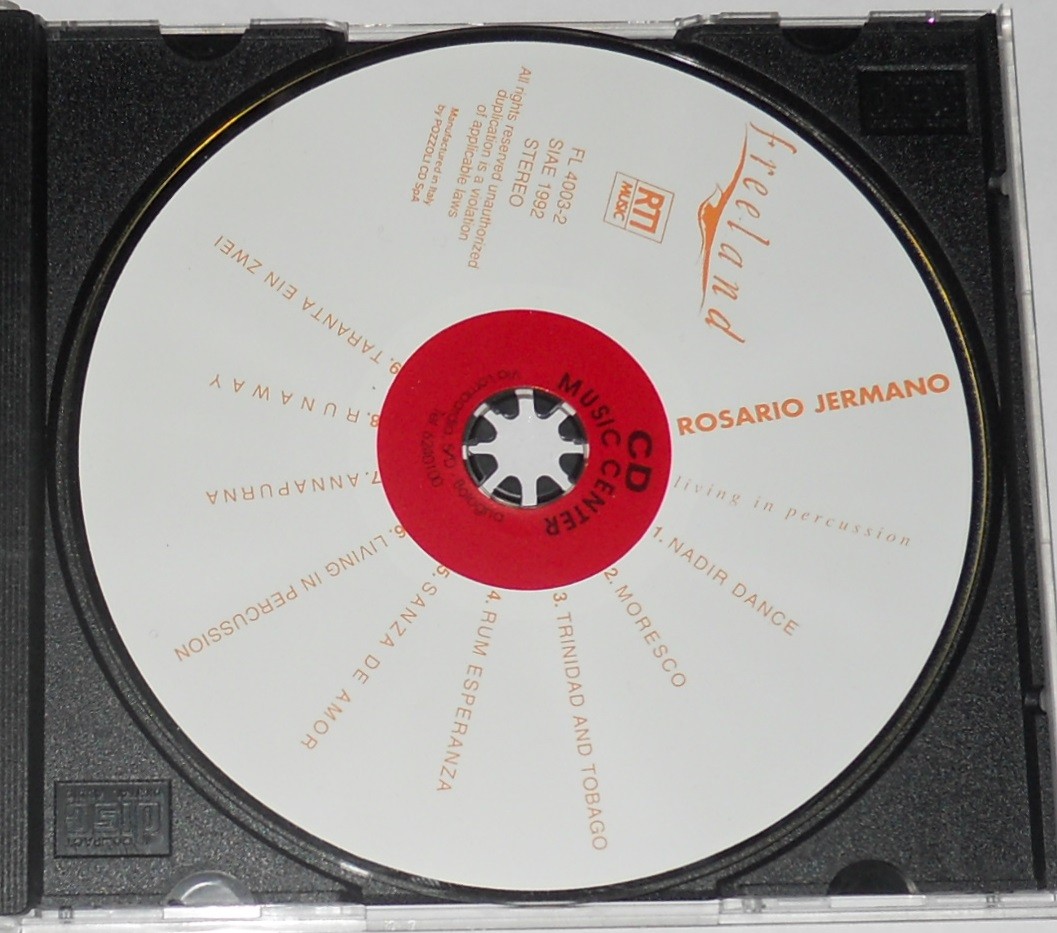 freeland
RTI
MUSIC
FL 4003-2
SIAE 1992
STEREO
All rights reserved unauthorized
duplication is a violation
of applicable laws
Manufactured in Italy
by POZZOLI CD SpA
ROSARIO JERMANO
living in percussion
1. NADIR DANCE
2. MORESCO
3. TRINIDAD AND TOBAGO
4. RUM ESPERANZA
5. SANZA DE AMOR
6. LIVING IN PERCUSSION
7. ANNAPURNA
8. RUNAWAY
9. TARANTA EIN ZWEI
CD
MUSIC CENTER
Bologna
COMPACT
disc